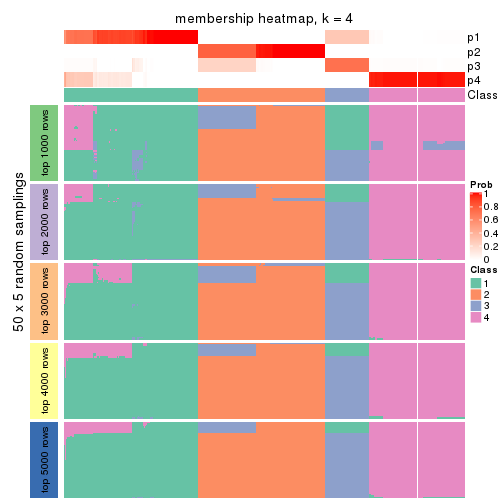 membership heatmap, k = 4
p1
p2
p3
p4
Class
50 x 5 random samplings
top 1000 rows
top 2000 rows
top 3000 rows
top 4000 rows
top 5000 rows
Prob
1
0.8
0.6
0.4
0.2
0
Class
1
2
3
4